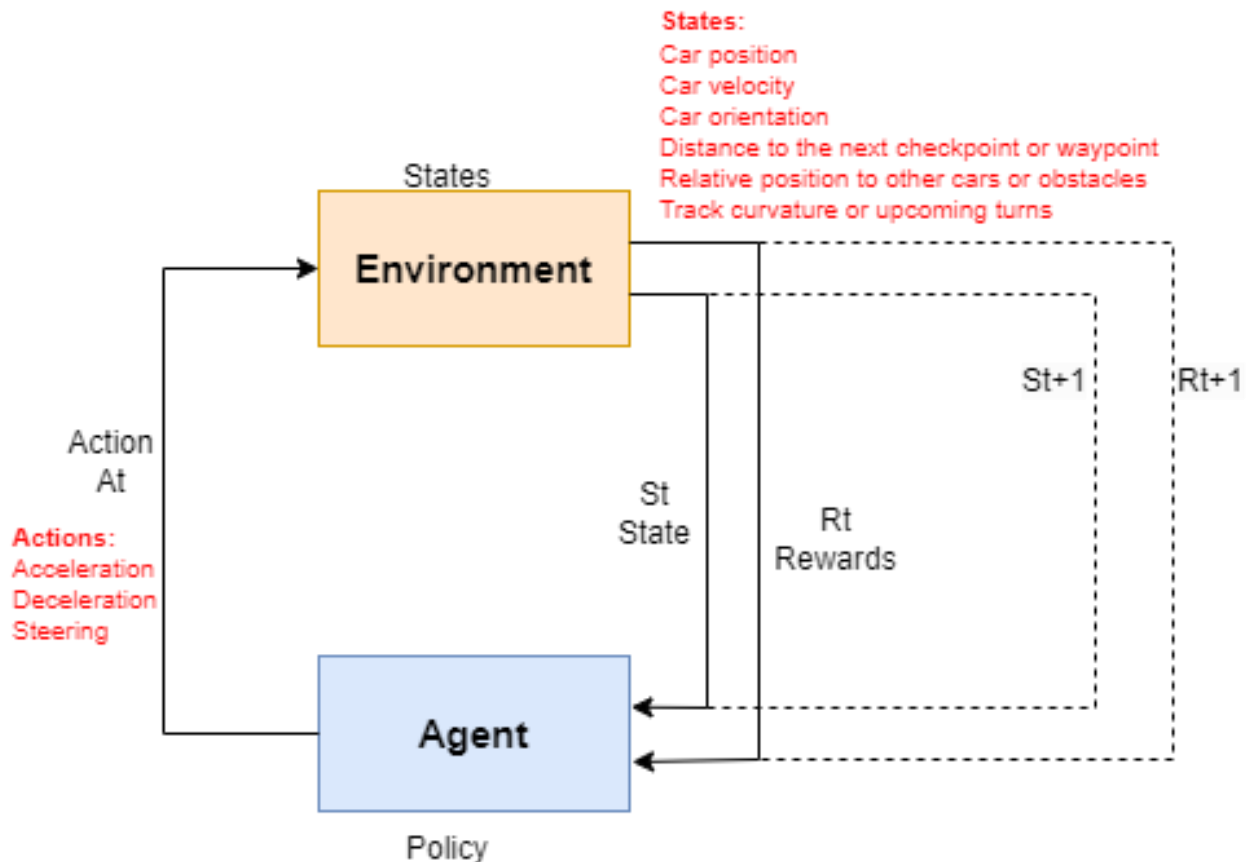 States:
Car position
Car velocity
Car orientation
Distance to the next checkpoint or waypoint
Relative position to other cars or obstacles
Track curvature or upcoming turns
States
Environment
St+1
Rt+1
Action
At
St
State
Rt
Rewards
Actions:
Acceleration
Deceleration
Steering
Agent
Policy